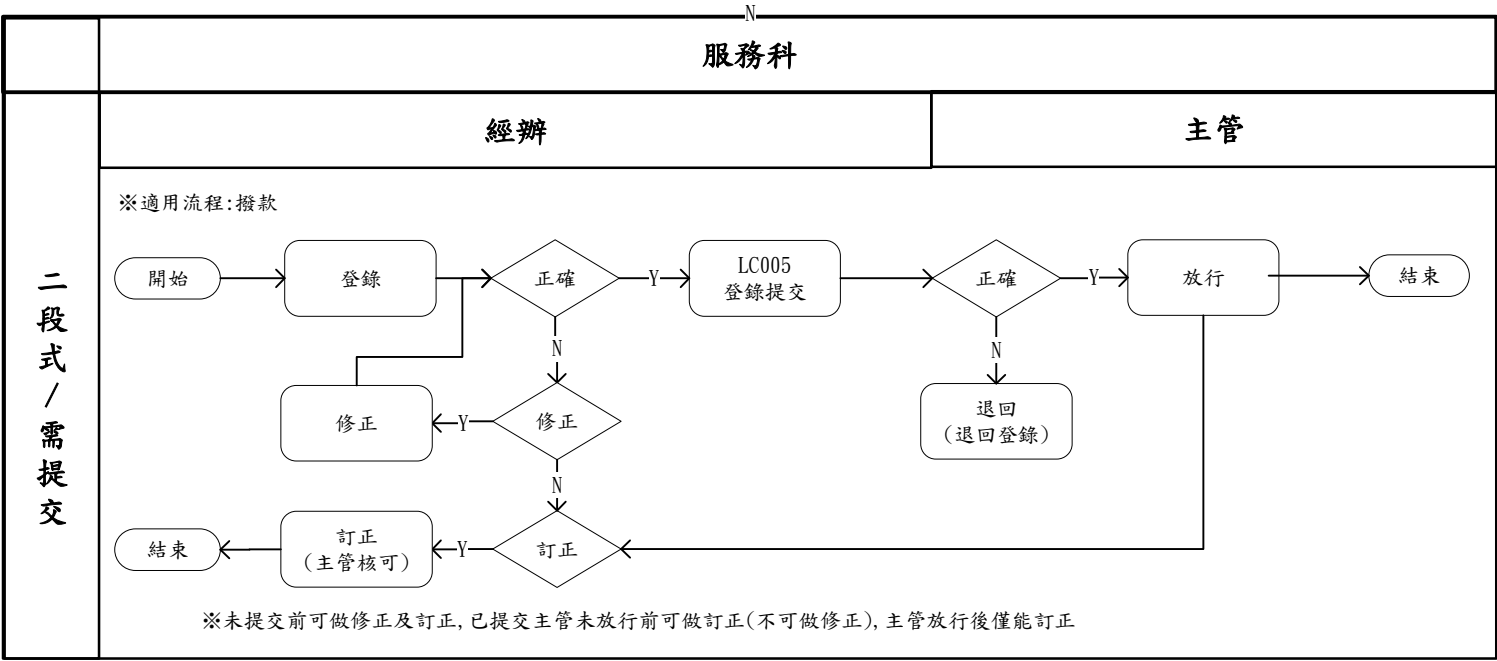 N
服務科
經辦
主管
二段式/需提交
※適用流程:撥款
開始
登錄
正確
Y
LC005
登錄提交
正確
Y
放行
結束
N
N
修正
Y
修正
退回
(退回登錄)
N
結束
訂正
(主管核可)
Y
訂正
※未提交前可做修正及訂正,已提交主管未放行前可做訂正(不可做修正),主管放行後僅能訂正